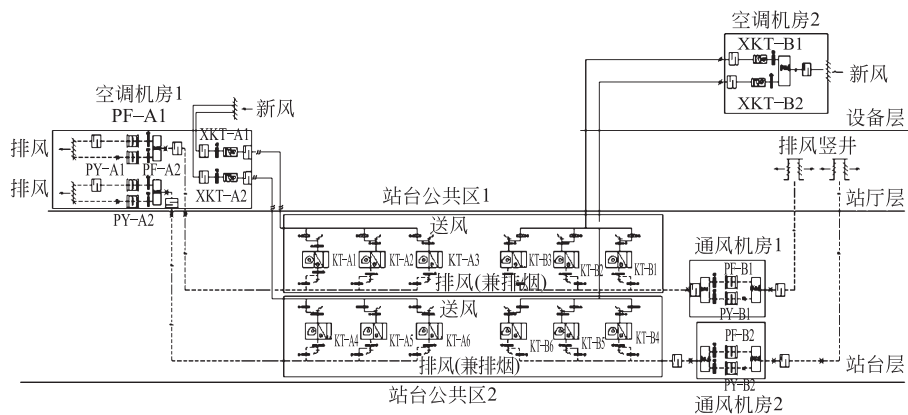 空调机房2
XKT-B1
XKT-B2
新风
设备层
空调机房1
PF-A1
新风
XKT-A1
排风
PY-A1
PF-A2
XKT-A2
排风
PY-A2
排风竖井
站台公共区1
站厅层
送风
KT-A1
KT-A2
KT-A3
KT-B3
KT-B2
KT-B1
排风(兼排烟)
通风机房1
PF-B1
PY-B1
送风
KT-A4
KT-A5
KT-A6
KT-B6
KT-B5
KT-B4
排风(兼排烟)
PF-B2
PY-B2
站台层
站台公共区2
通风机房2